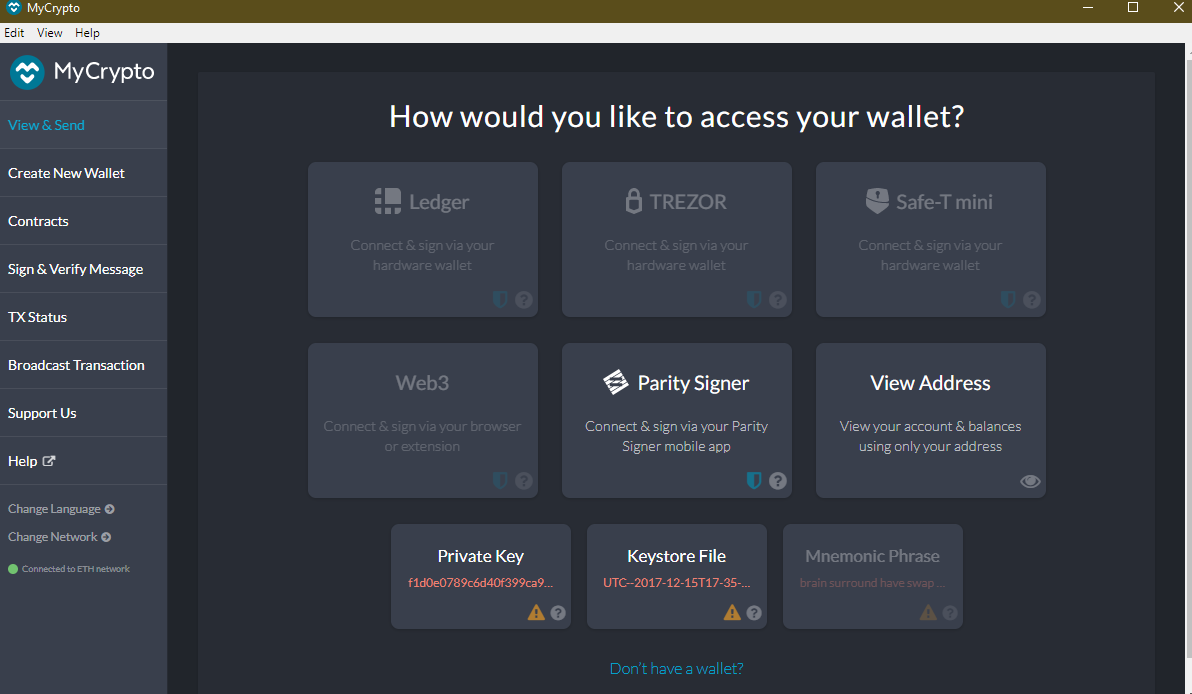 MyCrypto
Edit View Help
MyCrypto
View & Send
Create New Wallet
Contracts
Sign & Verify Message
TX Status
Broadcast Transaction
Support Us
Help
Change Language
Change Network
Connected to ETH network
How would you like to access your wallet?
Ledger
Connect & sign via your
hardware wallet
?
TREZOR
Connect & sign via your
hardware wallet
?
Safe-T mini
Connect & sign via your
hardware wallet
?
Web3
Connect & sign via your browser
or extension
?
Parity Signer
Connect & sign via your Parity
Signer mobile app
?
View Address
View your account & balances
using only your address
Private Key
f1d0e0789c6d40f399ca9...
?
Keystore File
UTC--2017-12-15T17-35-...
?
Mnemonic Phrase
brain surround have swap ...
?
Don't have a wallet?